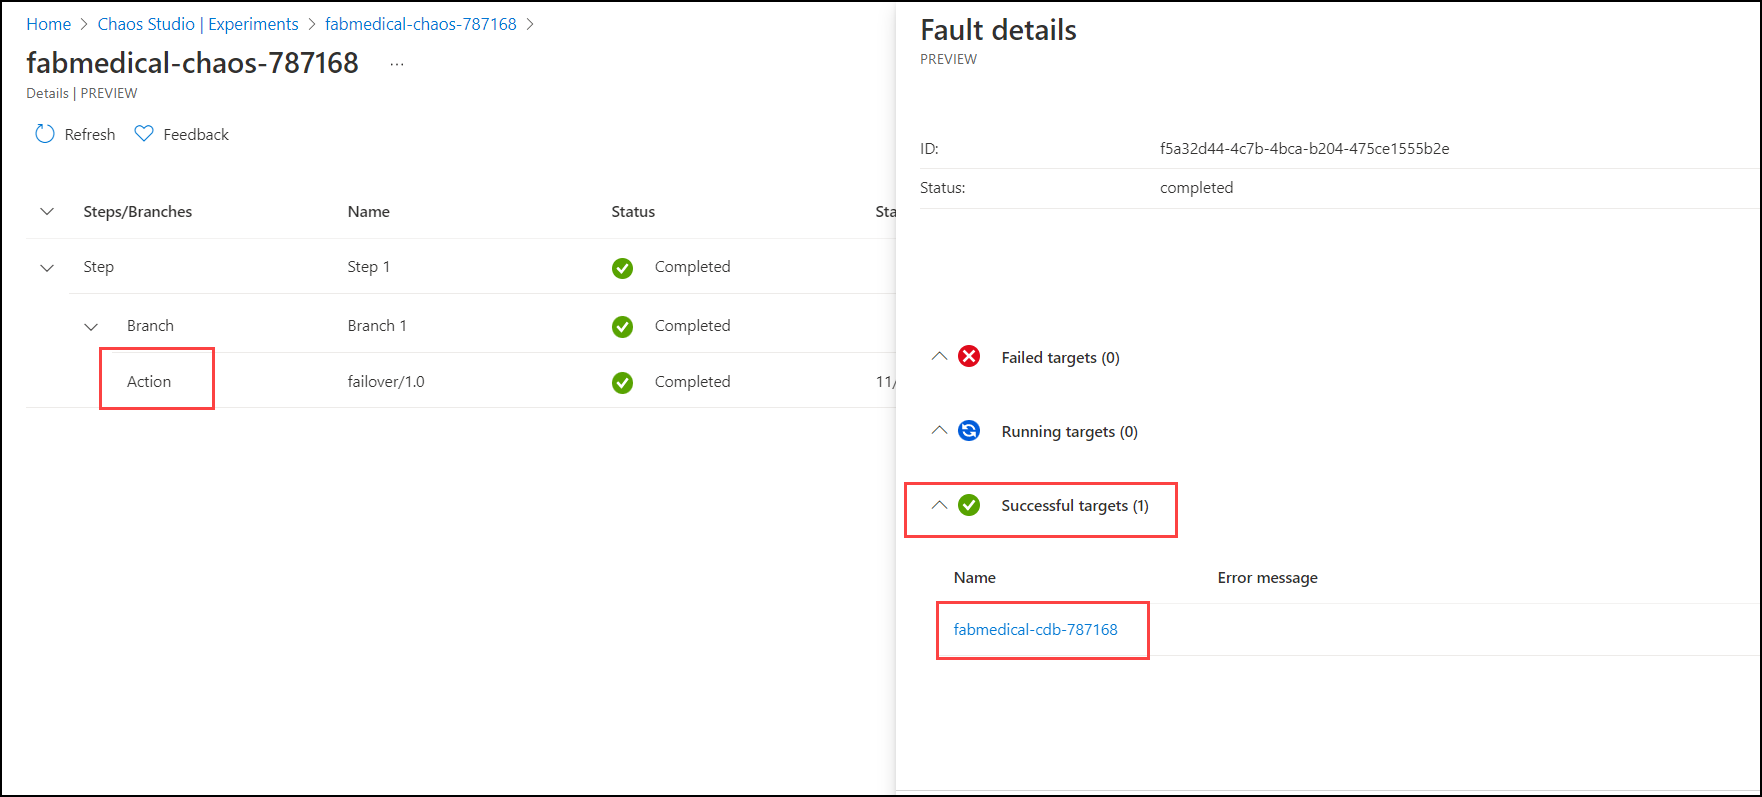 Home > Chaos Studio | Experiments > fabmedical-chaos-787168 >
fabmedical-chaos-787168 ...
Details | PREVIEW
Refresh Feedback
Steps/Branches Name Status Sta
Step Step 1 Completed
Branch Branch 1 Completed
Action failover/1.0 Completed 11/
Fault details
PREVIEW
ID: f5a32d44-4c7b-4bca-b204-475ce1555b2e
Status: completed
Failed targets (0)
Running targets (0)
Successful targets (1)
Name Error message
fabmedical-cdb-787168